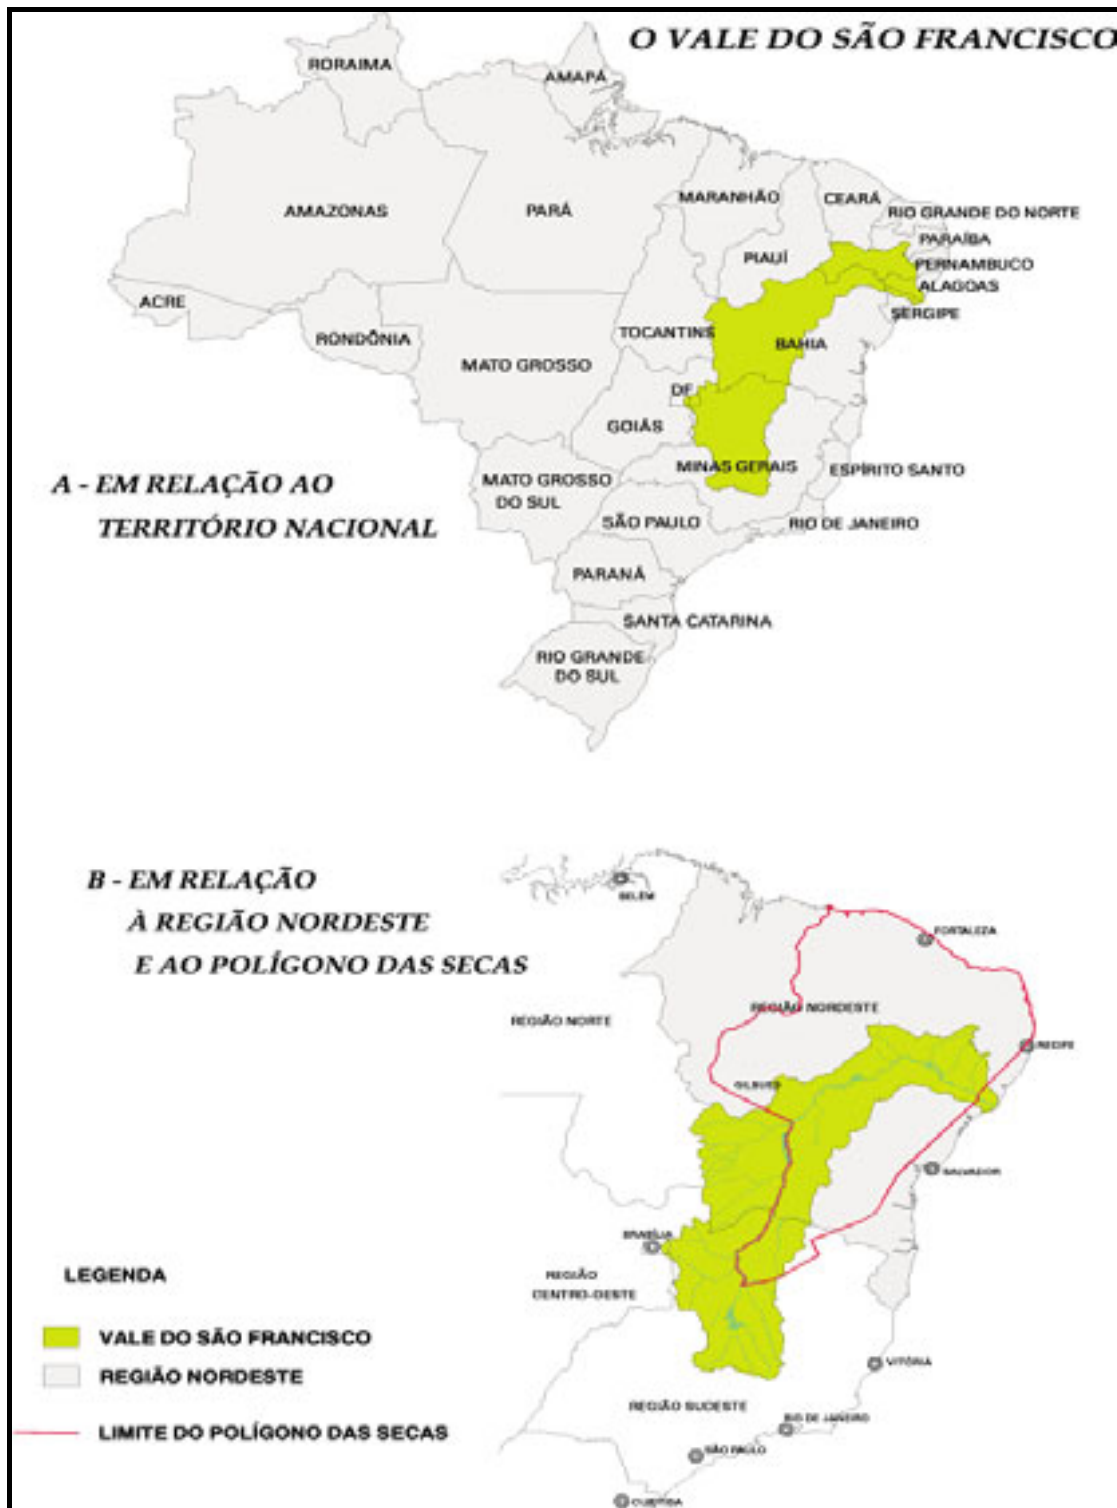 O VALE DO SÃO FRANCISCO
RORAIMA
AMAPÁ
AMAZONAS
PARÁ
MARANHÃO
CEARÁ
RIO GRANDE DO NORTE
PARAÍBA
PIAUÍ
PERNAMBUCO
ALAGOAS
SERGIPE
ACRE
RONDÔNIA
TOCANTINS
BAHIA
MATO GROSSO
DF
GOIÁS
MINAS GERAIS
ESPÍRITO SANTO
MATO GROSSO
DO SUL
SÃO PAULO
RIO DE JANEIRO
PARANÁ
SANTA CATARINA
RIO GRANDE
DO SUL
A - EM RELAÇÃO AO
TERRITÓRIO NACIONAL
B - EM RELAÇÃO
À REGIÃO NORDESTE
E AO POLÍGONO DAS SECAS
BELÉM
FORTALEZA
REGIÃO NORDESTE
REGIÃO NORTE
RECIFE
GILBUÉS
SALVADOR
BRASÍLIA
REGIÃO
CENTRO-OESTE
VITÓRIA
REGIÃO SUDESTE
RIO DE JANEIRO
SÃO PAULO
CURITIBA
LEGENDA
VALE DO SÃO FRANCISCO
REGIÃO NORDESTE
LIMITE DO POLÍGONO DAS SECAS